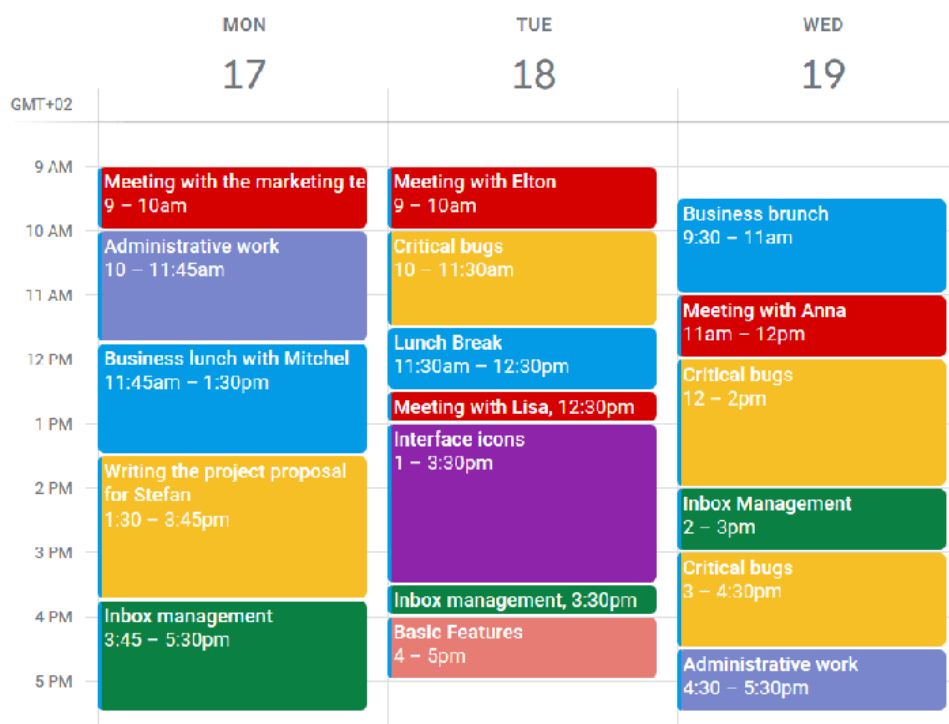 MON
TUE
WED
17
18
19
GMT+02
9 AM
10 AM
11 AM
12 PM
1 PM
2 PM
3 PM
4 PM
5 PM
Meeting with the marketing te
9 – 10am
Administrative work
10 – 11:45am
Business lunch with Mitchel
11:45am – 1:30pm
Writing the project proposal
for Stefan
1:30 – 3:45pm
Inbox management
3:45 – 5:30pm
Meeting with Elton
9 – 10am
Critical bugs
10 – 11:30am
Lunch Break
11:30am – 12:30pm
Meeting with Lisa, 12:30pm
Interface icons
1 – 3:30pm
Inbox management, 3:30pm
Basic Features
4 – 5pm
Business brunch
9:30 – 11am
Meeting with Anna
11am – 12pm
Critical bugs
12 – 2pm
Inbox Management
2 – 3pm
Critical bugs
3 – 4:30pm
Administrative work
4:30 – 5:30pm